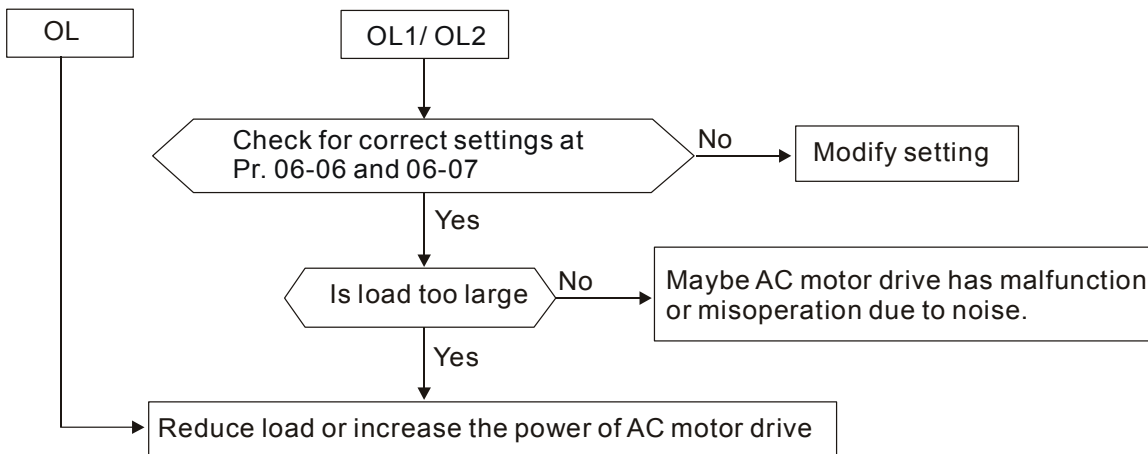 OL
OL1/ OL2
Check for correct settings at
Pr. 06-06 and 06-07
No
Modify setting
Yes
Is load too large
No
Maybe AC motor drive has malfunction
or misoperation due to noise.
Yes
Reduce load or increase the power of AC motor drive